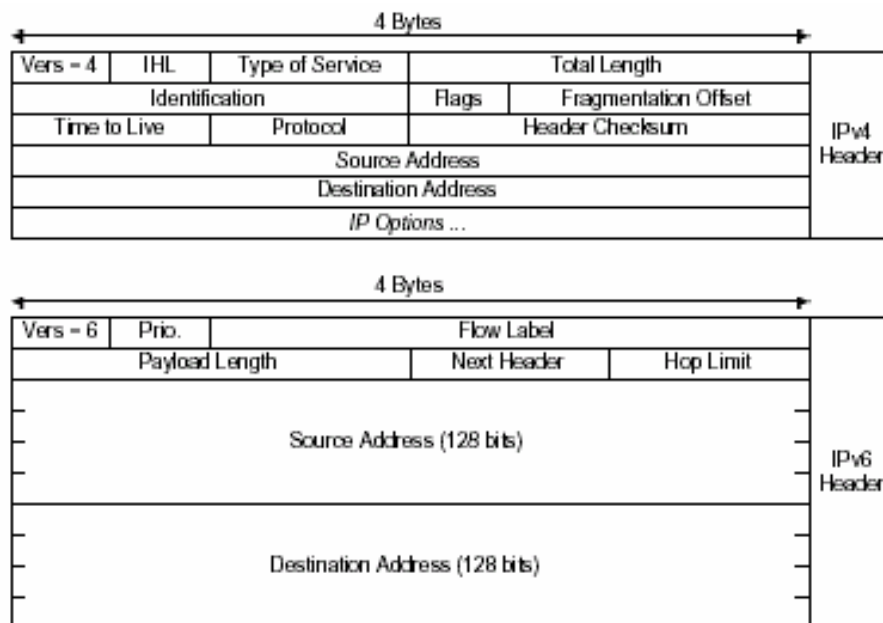 4 Bytes
Vers = 4 IHL Type of Service Total Length
Identification Flags Fragmentation Offset
Time to Live Protocol Header Checksum
Source Address
Destination Address
IP Options ...
IPv4
Header
4 Bytes
Vers = 6 Prio. Flow Label
Payload Length Next Header Hop Limit
Source Address (128 bits)
Destination Address (128 bits)
IPv6
Header